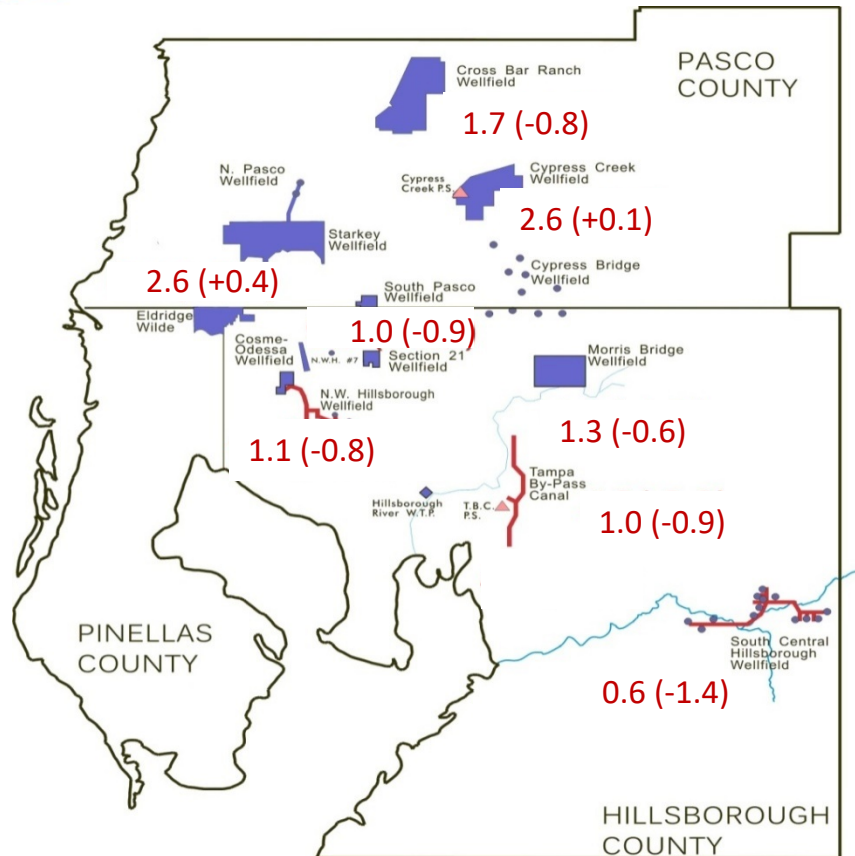 PASCO
COUNTY
Cross Bar Ranch
Wellfield
1.7 (-0.8)
N. Pasco
Wellfield
Cypress
Creek P.S.
Cypress Creek
Wellfield
2.6 (+0.1)
Starkey
Wellfield
2.6 (+0.4)
Cypress Bridge
Wellfield
South Pasco
Wellfield
Eldridge
Wilde
1.0 (-0.9)
Cosme-
Odessa
Wellfield
N.W.H. #7
Section 21
Wellfield
Morris Bridge
Wellfield
N.W. Hillsborough
Wellfield
1.1 (-0.8)
1.3 (-0.6)
Tampa
By-Pass
Canal
Hillsborough
River W.T.P.
T.B.C.
P.S.
1.0 (-0.9)
PINELLAS
COUNTY
South Central
Hillsborough
Wellfield
0.6 (-1.4)
HILLSBOROUGH
COUNTY